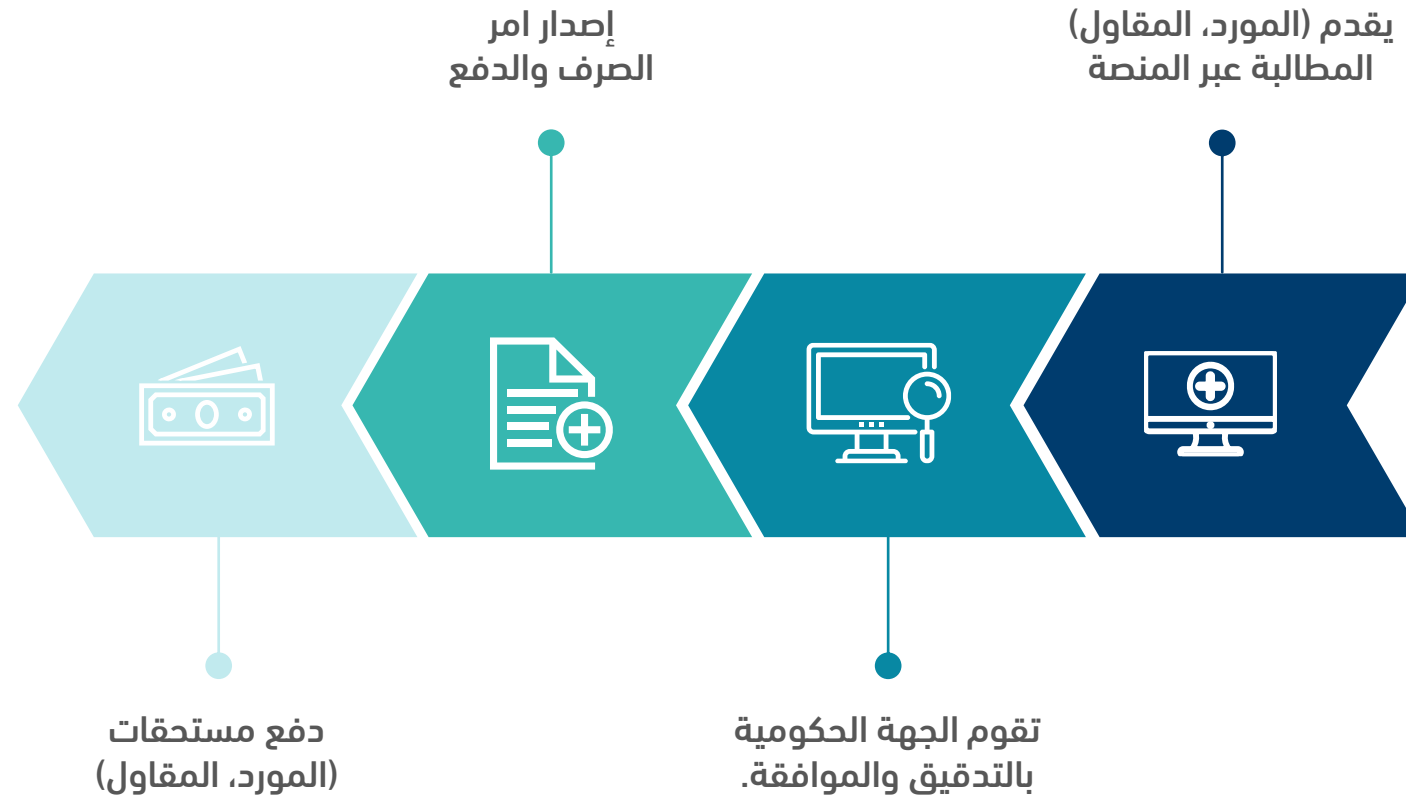 يقدم (المورد، المقاول)
المطالبة عبر المنصة
تقوم الجهة الحكومية
بالتدقيق والموافقة.
إصدار امر
الصرف والدفع
دفع مستحقات
(المورد، المقاول)